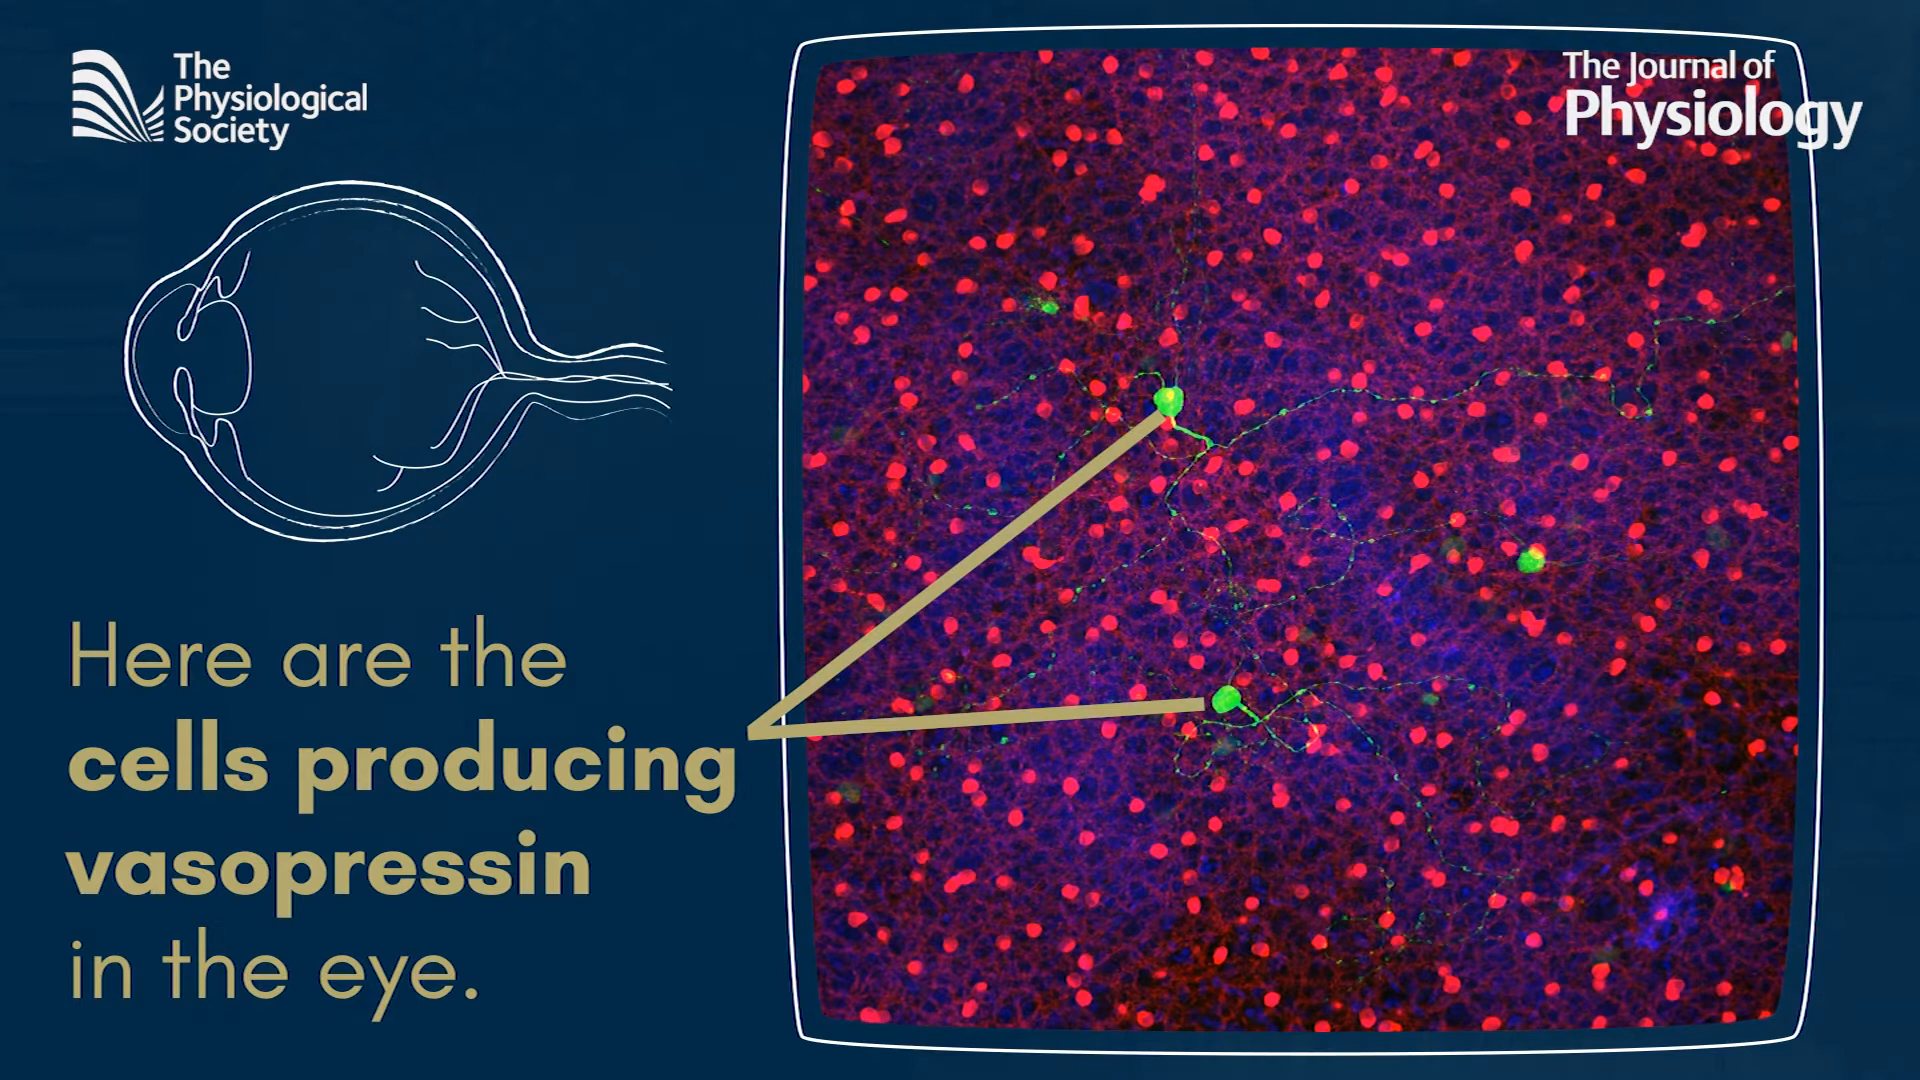 The
Physiological
Society
The Journal of
Physiology
Here are the
cells producing
vasopressin
in the eye.